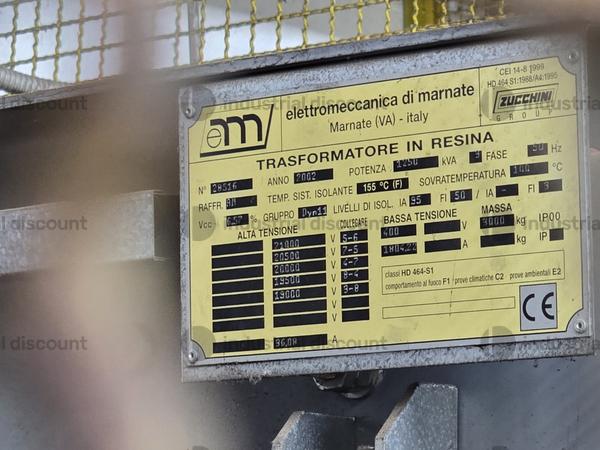 CEI 14-8 1999
HD 464 S1:1988/A4:1995
em
elettromeccanica di marnate
Marnate (VA) - italy
ZUCCHINI
GROUP
TRASFORMATORE IN RESINA
N° 28516 ANNO 2002 POTENZA 1250 kVA 3 FASE 50 Hz
RAFFR. AN TEMP. SIST. ISOLANTE 155 °C (F) SOVRATEMPERATURA 100 °C
Vcc GRUPPO Dyn11 LIVELLI DI ISOL. IA 95 FI 50 / IA - FI 3
ALTA TENSIONE COLLEGARE BASSA TENSIONE MASSA
21000 V 5-6 400 V 3000 kg IP00
20500 V 7-5 1804,22 A kg IP
20000 V 4-7
19500 V 8-4
19000 V 3-8
V
V
V
36,08 A
classi HD 464-S1
comportamento al fuoco F1 prove climatiche C2 prove ambientali E2
CE
industrial discount
industrial discount
industrial discount
industrial discount